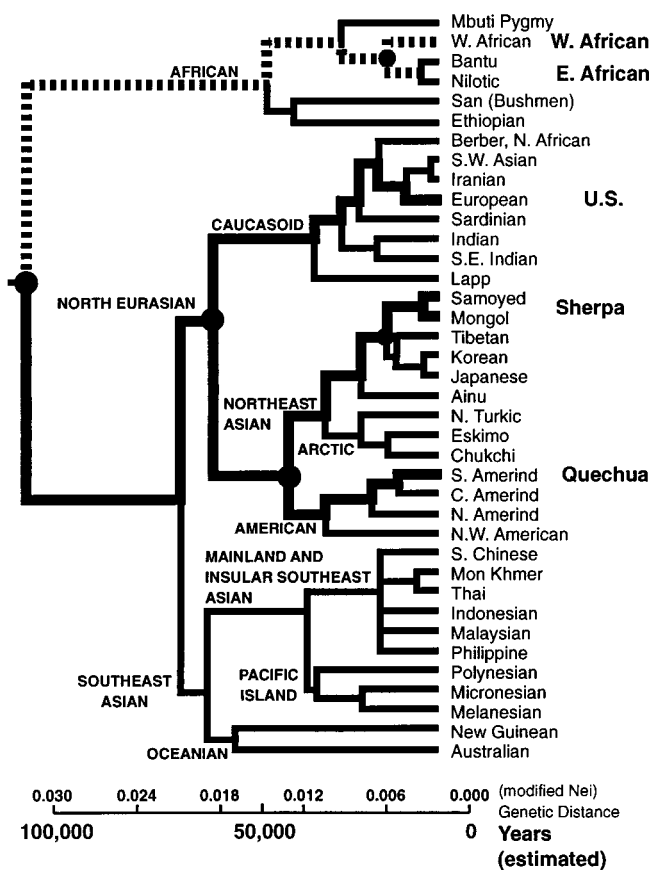 Mbuti Pygmy
W. African W. African
Bantu
E. African
AFRICAN
Nilotic
San (Bushmen)
Ethiopian
Berber, N. African
S.W. Asian
Iranian
European U.S.
Sardinian
CAUCASOID
Indian
S.E. Indian
Lapp
NORTH EURASIAN
Samoyed
Sherpa
Mongol
Tibetan
Korean
Japanese
Ainu
NORTHEAST
ASIAN
N. Turkic
Eskimo
ARCTIC
Chukchi
S. Amerind Quechua
C. Amerind
N. Amerind
AMERICAN
N.W. American
MAINLAND AND
INSULAR SOUTHEAST
ASIAN
S. Chinese
Mon Khmer
Thai
Indonesian
Malaysian
Philippine
SOUTHEAST
ASIAN
PACIFIC
ISLAND
Polynesian
Micronesian
Melanesian
New Guinean
OCEANIAN
Australian
0.030 0.024 0.018 0.012 0.006 0.000 (modified Nei)
Genetic Distance
100,000 50,000 0 Years
(estimated)